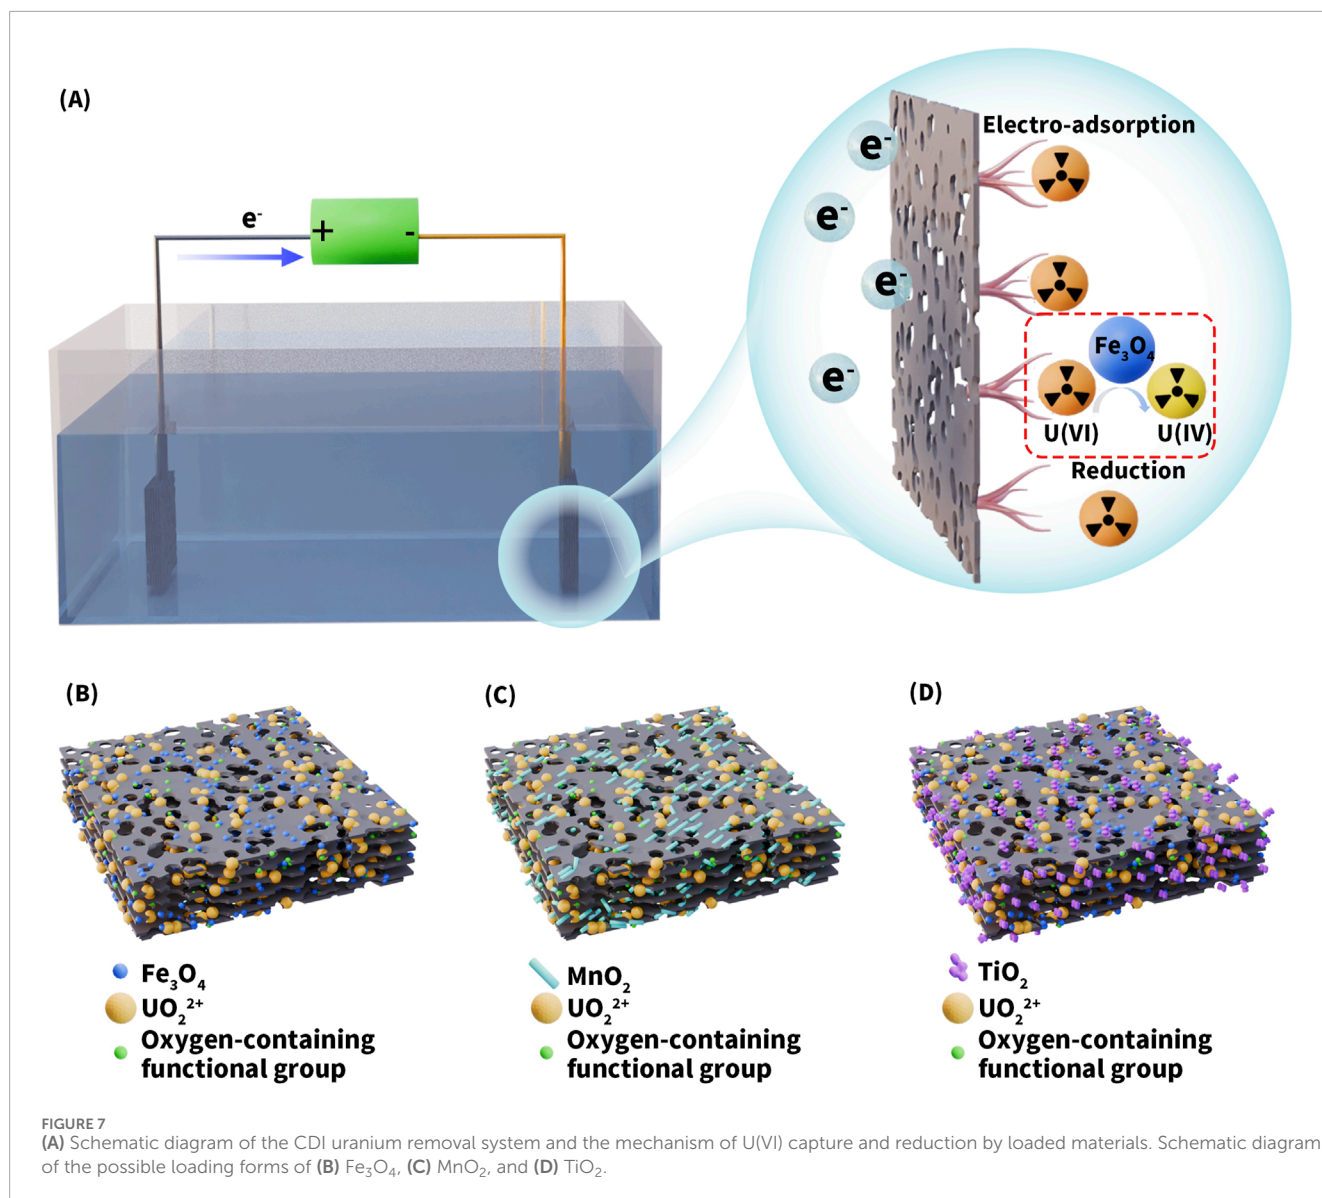 (A)
e⁻
+ -
Electro-adsorption
e⁻
e⁻
e⁻
e⁻
Fe₃O₄
U(VI) U(IV)
Reduction
(B)
Fe₃O₄
UO₂²⁺
Oxygen-containing
functional group
(C)
MnO₂
UO₂²⁺
Oxygen-containing
functional group
(D)
TiO₂
UO₂²⁺
Oxygen-containing
functional group
FIGURE 7
(A) Schematic diagram of the CDI uranium removal system and the mechanism of U(VI) capture and reduction by loaded materials. Schematic diagram
of the possible loading forms of (B) Fe₃O₄, (C) MnO₂, and (D) TiO₂.